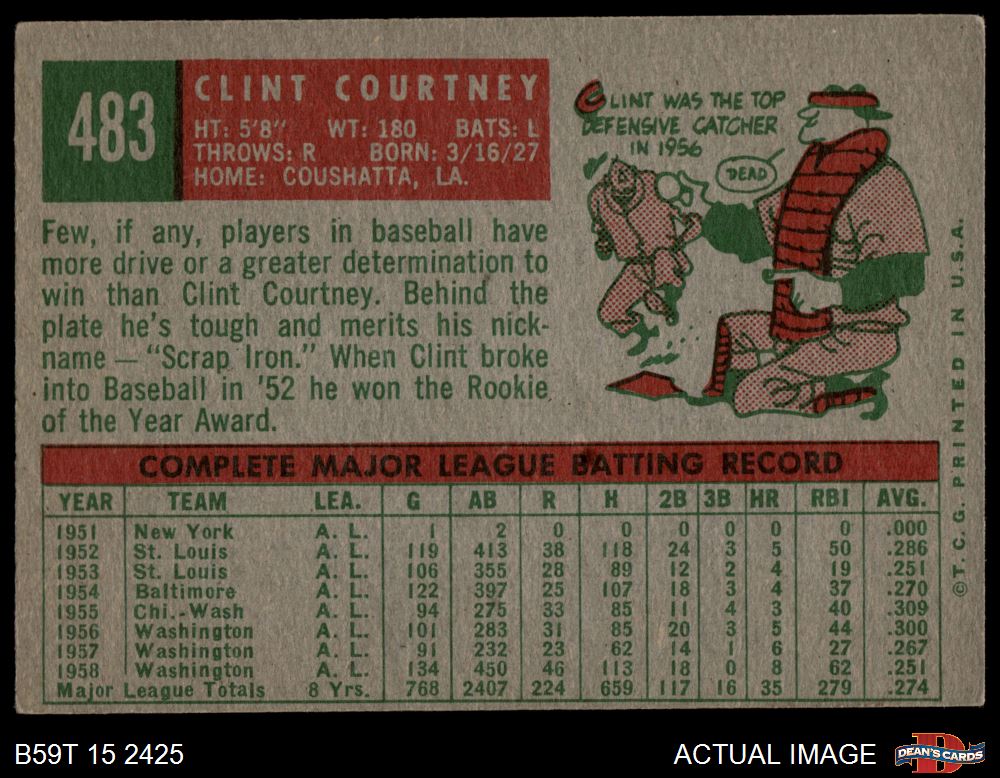 483
CLINT COURTNEY
HT: 5'8" WT: 180 BATS: L
THROWS: R BORN: 3/16/27
HOME: COUSHATTA, LA.
CLINT WAS THE TOP
DEFENSIVE CATCHER
IN 1956
DEAD
Few, if any, players in baseball have
more drive or a greater determination to
win than Clint Courtney. Behind the
plate he's tough and merits his nick-
name — "Scrap Iron." When Clint broke
into Baseball in '52 he won the Rookie
of the Year Award.
COMPLETE MAJOR LEAGUE BATTING RECORD
YEAR TEAM LEA. G AB R H 2B 3B HR RBI AVG.
1951 New York A. L. 1 2 0 0 0 0 0 0 .000
1952 St. Louis A. L. 119 413 38 118 24 3 5 50 .286
1953 St. Louis A. L. 106 355 28 89 12 2 4 19 .251
1954 Baltimore A. L. 122 397 25 107 18 3 4 37 .270
1955 Chi.-Wash A. L. 94 275 33 85 11 4 3 40 .309
1956 Washington A. L. 101 283 31 85 20 3 5 44 .300
1957 Washington A. L. 91 232 23 62 14 1 6 27 .267
1958 Washington A. L. 134 450 46 113 18 0 8 62 .251
Major League Totals 8 Yrs. 768 2407 224 659 117 16 35 279 .274
© T. C. G. PRINTED IN U.S.A.
B59T 15 2425
ACTUAL IMAGE
DEAN'S CARDS